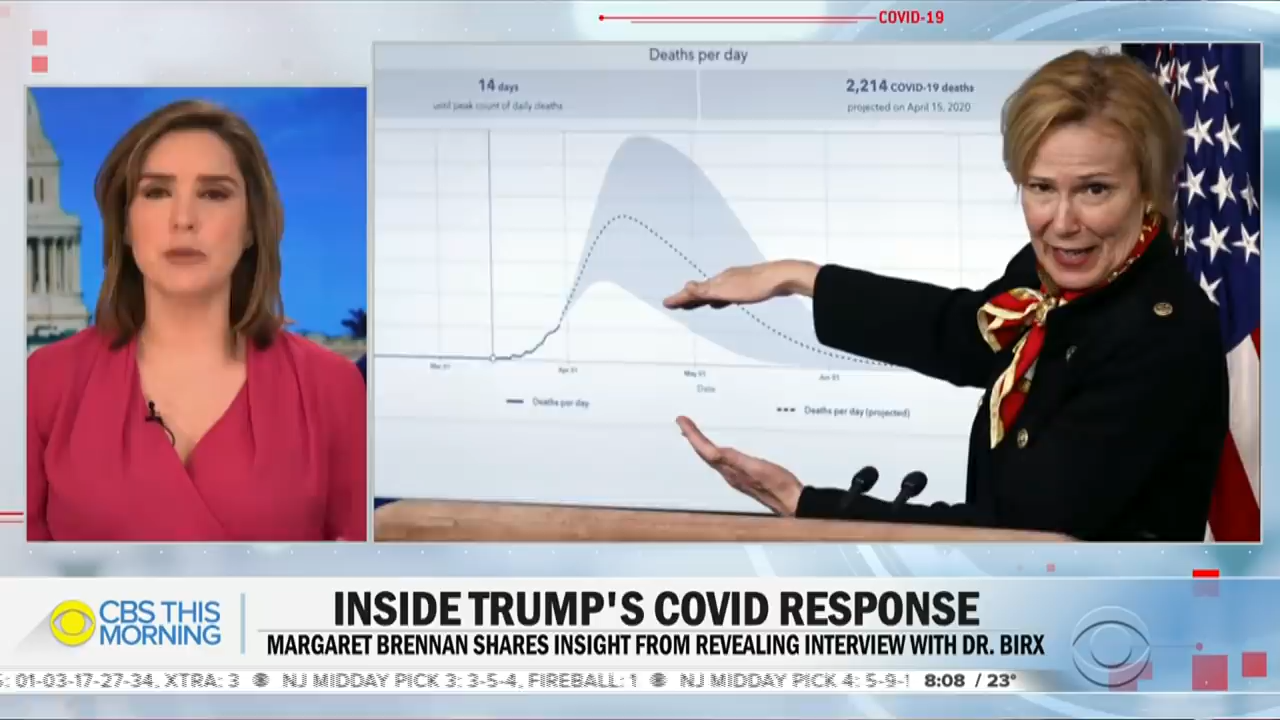 COVID-19
Deaths per day
14 days
2,214 COVID-19 deaths
until peak count of daily deaths
projected on April 15, 2020
Date
Deaths per day
Deaths per day (projected)
INSIDE TRUMP'S COVID RESPONSE
CBS THIS
MORNING
MARGARET BRENNAN SHARES INSIGHT FROM REVEALING INTERVIEW WITH DR. BIRX
: 01-03-17-27-34, XTRA: 3 NJ MIDDAY PICK 3: 3-5-4, FIREBALL: 1 NJ MIDDAY PICK 4: 5-9-1 8:08 / 23°